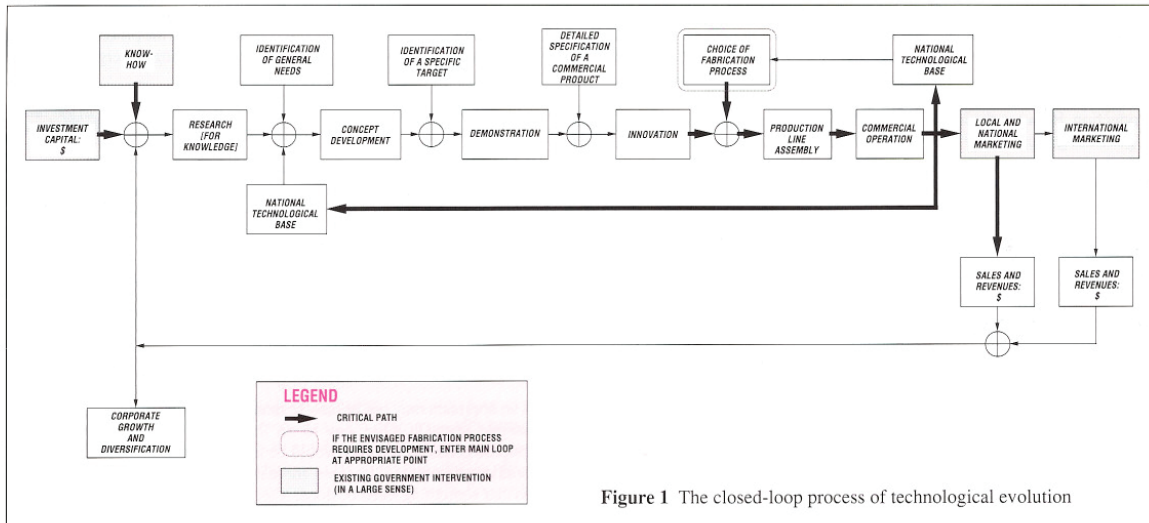 KNOW-
HOW
IDENTIFICATION
OF GENERAL
NEEDS
IDENTIFICATION
OF A SPECIFIC
TARGET
DETAILED
SPECIFICATION
OF A
COMMERCIAL
PRODUCT
CHOICE OF
FABRICATION
PROCESS
NATIONAL
TECHNOLOGICAL
BASE
INVESTMENT
CAPITAL:
$
RESEARCH
[FOR
KNOWLEDGE]
CONCEPT
DEVELOPMENT
DEMONSTRATION
INNOVATION
PRODUCTION
LINE
ASSEMBLY
COMMERCIAL
OPERATION
LOCAL AND
NATIONAL
MARKETING
INTERNATIONAL
MARKETING
NATIONAL
TECHNOLOGICAL
BASE
SALES AND
REVENUES:
$
SALES AND
REVENUES:
$
CORPORATE
GROWTH
AND
DIVERSIFICATION
LEGEND
CRITICAL PATH
IF THE ENVISAGED FABRICATION PROCESS
REQUIRES DEVELOPMENT, ENTER MAIN LOOP
AT APPROPRIATE POINT
EXISTING GOVERNMENT INTERVENTION
(IN A LARGE SENSE)
Figure 1 The closed-loop process of technological evolution